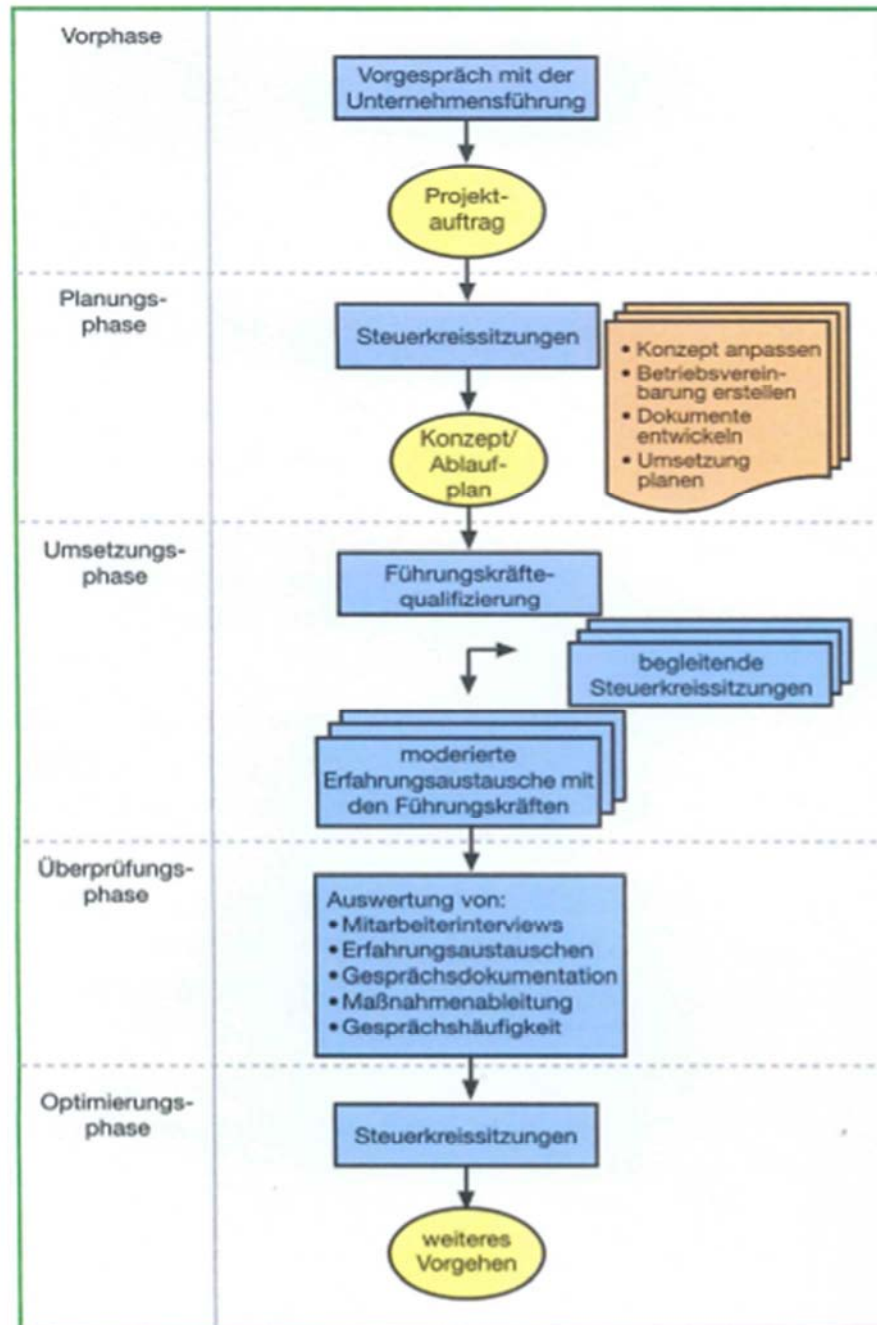 Vorphase
Vorgespräch mit der
Unternehmensführung
Projekt-
auftrag
Planungs-
phase
Steuerkreissitzungen
• Konzept anpassen
• Betriebsverein-
barung erstellen
• Dokumente
entwickeln
• Umsetzung
planen
Konzept/
Ablauf-
plan
Umsetzungs-
phase
Führungskräfte-
qualifizierung
begleitende
Steuerkreissitzungen
moderierte
Erfahrungsaustausche mit
den Führungskräften
Überprüfungs-
phase
Auswertung von:
• Mitarbeiterinterviews
• Erfahrungsaustauschen
• Gesprächsdokumentation
• Maßnahmenableitung
• Gesprächshäufigkeit
Optimierungs-
phase
Steuerkreissitzungen
weiteres
Vorgehen